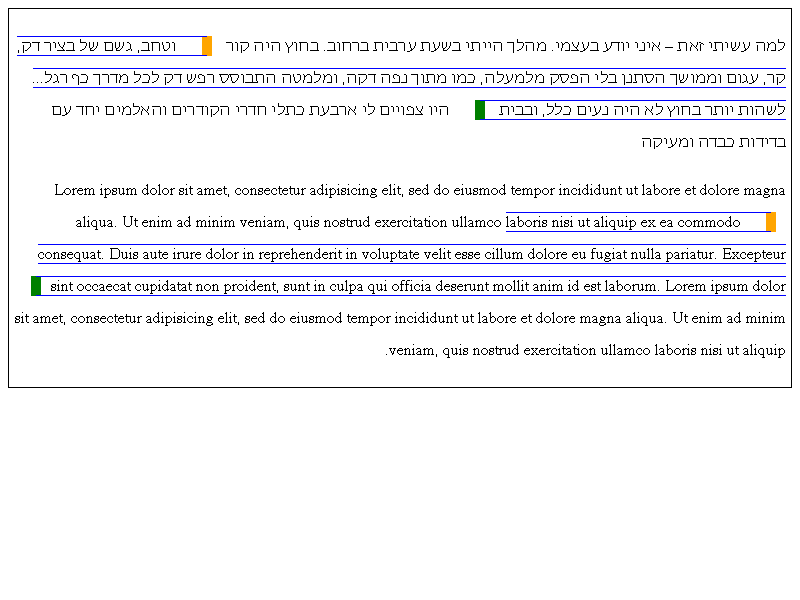 למה עשיתי זאת – איני יודע בעצמי. מהלך הייתי בשעת ערבית ברחוב. בחוץ היה קור וטחב, גשם של בציר דק,
קר, עגום וממושך הסתנן בלי הפסק מלמעלה, כמו מתוך נפה דקה, ומלמטה התבוסס רפש דק לכל מדרך כף רגל...
לשהות יותר בחוץ לא היה נעים כלל, ובבית היו צפויים לי ארבעת כתלי חדרי הקודרים והאלמים יחד עם
בדידות כבדה ומעיקה
Lorem ipsum dolor sit amet, consectetur adipisicing elit, sed do eiusmod tempor incididunt ut labore et dolore magna
aliqua. Ut enim ad minim veniam, quis nostrud exercitation ullamco laboris nisi ut aliquip ex ea commodo
consequat. Duis aute irure dolor in reprehenderit in voluptate velit esse cillum dolore eu fugiat nulla pariatur. Excepteur
sint occaecat cupidatat non proident, sunt in culpa qui officia deserunt mollit anim id est laborum. Lorem ipsum dolor
sit amet, consectetur adipisicing elit, sed do eiusmod tempor incididunt ut labore et dolore magna aliqua. Ut enim ad minim
.veniam, quis nostrud exercitation ullamco laboris nisi ut aliquip